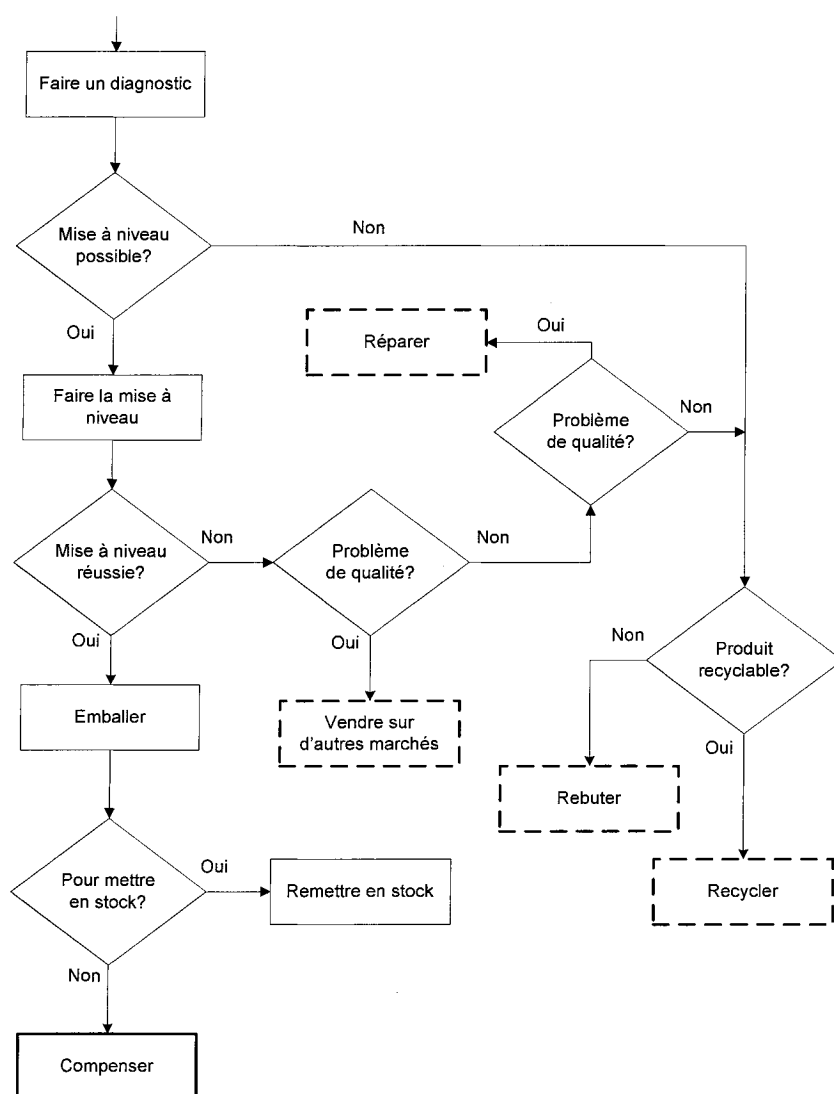 Faire un diagnostic
Mise à niveau
possible?
Non
Oui
Réparer
Oui
Faire la mise à
niveau
Problème
de qualité?
Non
Mise à niveau
réussie?
Non
Problème
de qualité?
Non
Oui
Oui
Non
Produit
recyclable?
Emballer
Vendre sur
d'autres marchés
Oui
Rebuter
Pour mettre
en stock?
Oui
Remettre en stock
Recycler
Non
Compenser